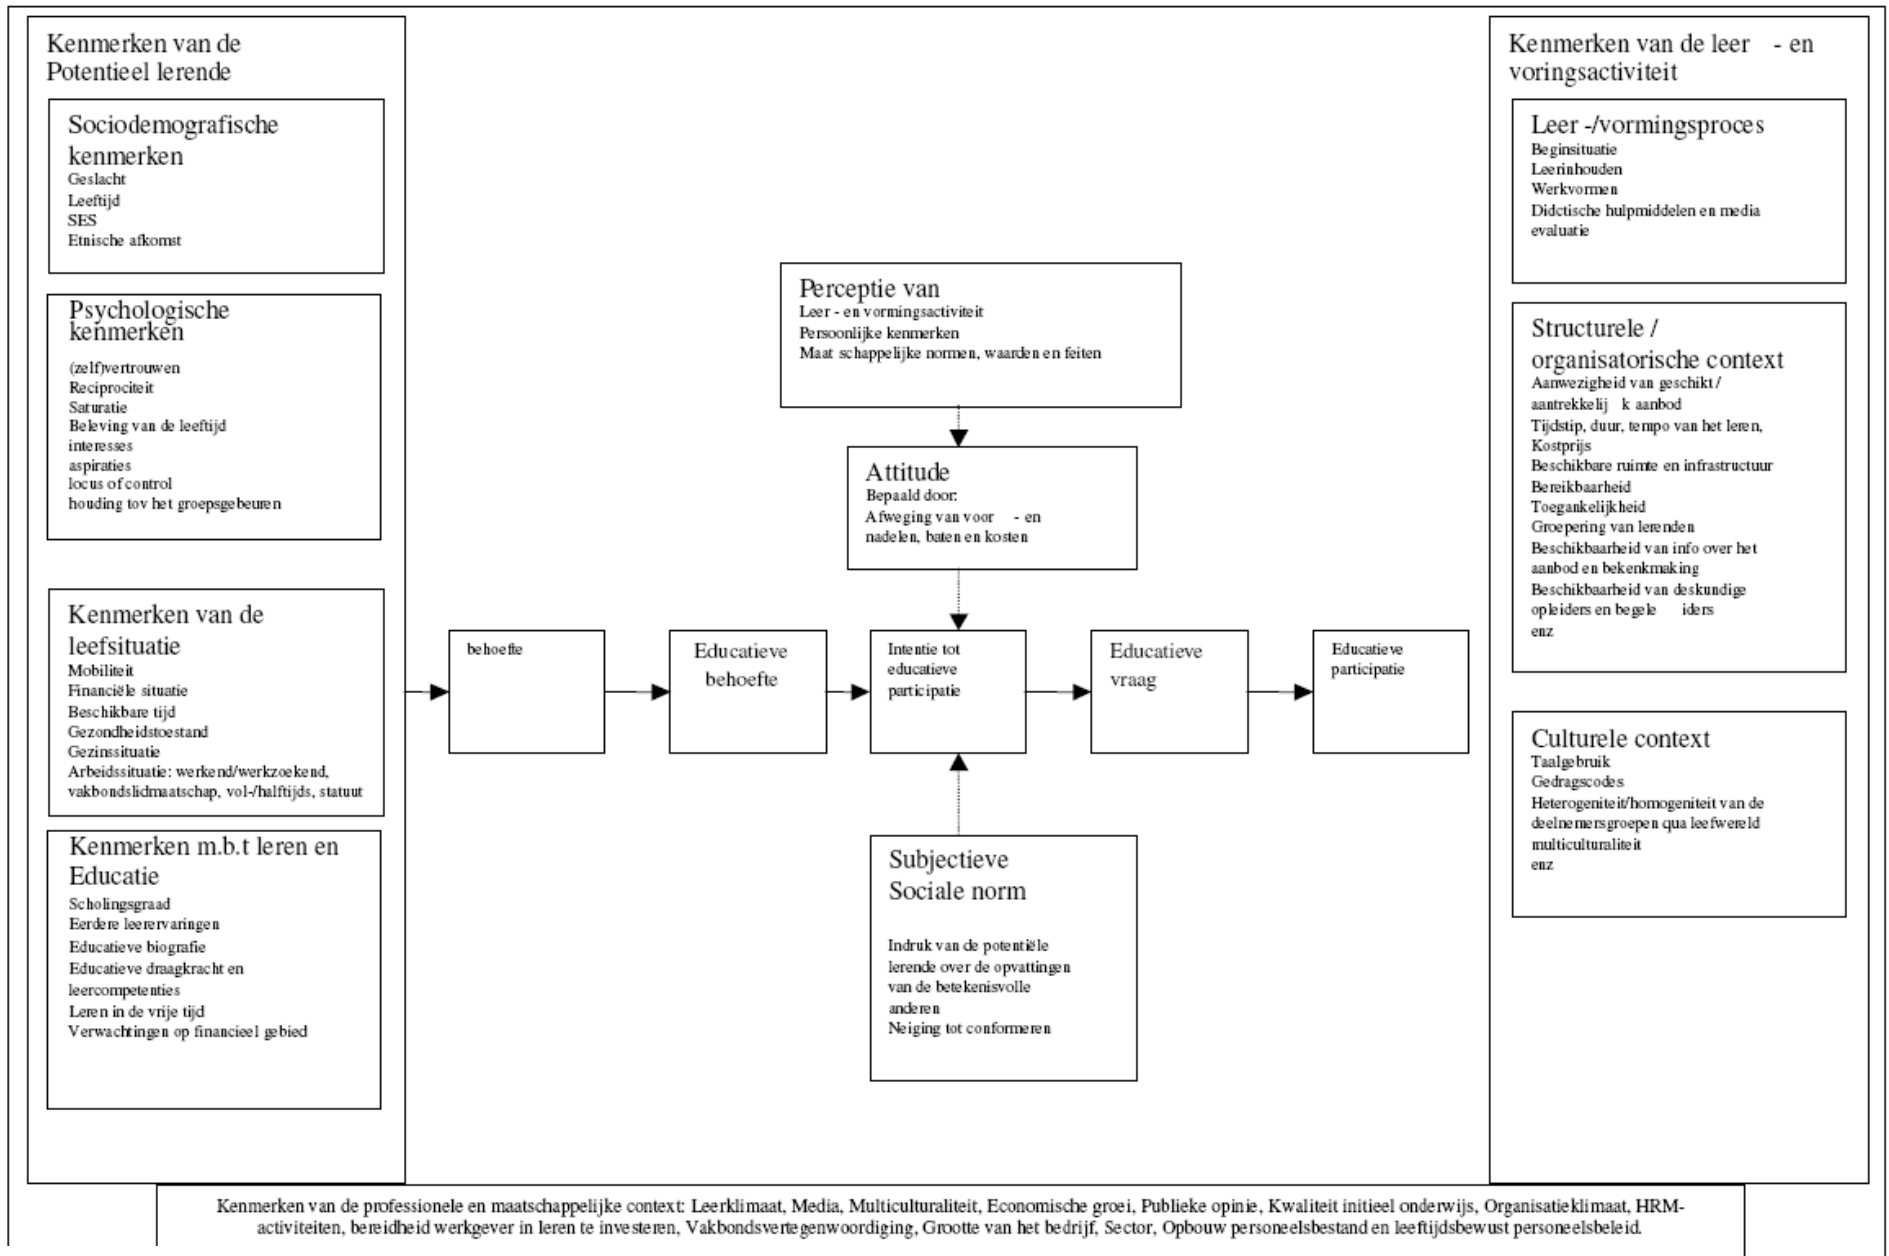 Kenmerken van de
Potentieel lerende
Sociodemografische
kenmerken
Geslacht
Leeftijd
SES
Etnische afkomst
Psychologische
kenmerken
(zelf)vertrouwen
Reciprociteit
Saturatie
Beleving van de leeftijd
interesses
aspiraties
locus of control
houding tov het groepsgebeuren
Kenmerken van de
leefsituatie
Mobiliteit
Financiële situatie
Beschikbare tijd
Gezondheidstoestand
Gezinssituatie
Arbeidssituatie: werkend/werkzoekend,
vakbondslidmaatschap, vol-/halftijds, statuut
Kenmerken m.b.t leren en
Educatie
Scholingsgraad
Eerdere leerervaringen
Educatieve biografie
Educatieve draagkracht en
leercompetenties
Leren in de vrije tijd
Verwachtingen op financieel gebied
behoefte
Educatieve
behoefte
Perceptie van
Leer - en vormingsactiviteit
Persoonlijke kenmerken
Maat schappelijke normen, waarden en feiten
Attitude
Bepaald door:
Afweging van voor - en
nadelen, baten en kosten
Intentie tot
educatieve
participatie
Subjectieve
Sociale norm
Indruk van de potentiële
lerende over de opvattingen
van de betekenisvolle
anderen
Neiging tot conformeren
Educatieve
vraag
Educatieve
participatie
Kenmerken van de leer - en
voringsactiviteit
Leer -/vormingsproces
Beginsituatie
Leerinhouden
Werkvormen
Didctische hulpmiddelen en media
evaluatie
Structurele /
organisatorische context
Aanwezigheid van geschikt /
aantrekkelij k aanbod
Tijdstip, duur, tempo van het leren,
Kostprijs
Beschikbare ruimte en infrastructuur
Bereikbaarheid
Toegankelijkheid
Groepering van lerenden
Beschikbaarheid van info over het
aanbod en bekenkmaking
Beschikbaarheid van deskundige
opleiders en begele iders
enz
Culturele context
Taalgebruik
Gedragscodes
Heterogeniteit/homogeniteit van de
deelnemersgroepen qua leefwereld
multiculturaliteit
enz
Kenmerken van de professionele en maatschappelijke context: Leerklimaat, Media, Multiculturaliteit, Economische groei, Publieke opinie, Kwaliteit initieel onderwijs, Organisatieklimaat, HRM-
activiteiten, bereidheid werkgever in leren te investeren, Vakbondsvertegenwoordiging, Grootte van het bedrijf, Sector, Opbouw personeelsbestand en leeftijdsbewust personeelsbeleid.